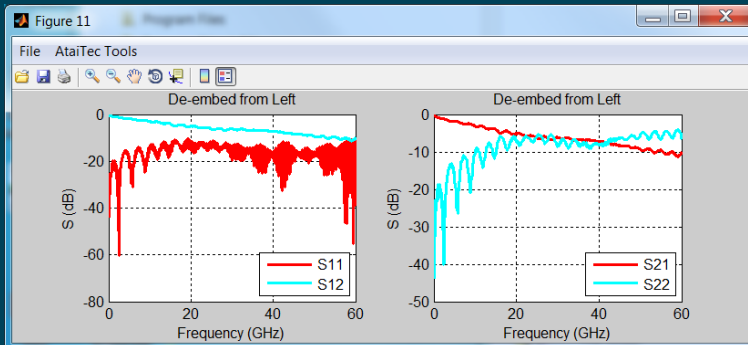 Figure 11
Program Files
File AtaiTec Tools
De-embed from Left
0
-20
-40
-60
-80
S (dB)
0 20 40 60
Frequency (GHz)
S11
S12
De-embed from Left
0
-10
-20
-30
-40
-50
S (dB)
0 20 40 60
Frequency (GHz)
S21
S22